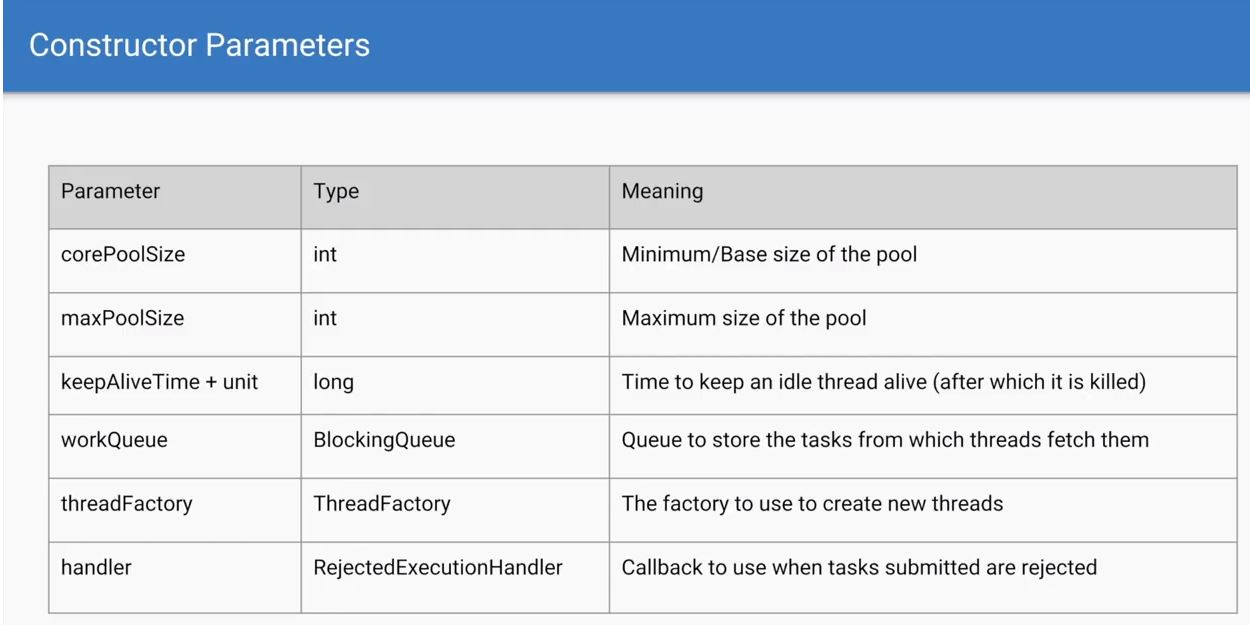 Constructor Parameters
Parameter Type Meaning
corePoolSize int Minimum/Base size of the pool
maxPoolSize int Maximum size of the pool
keepAliveTime + unit long Time to keep an idle thread alive (after which it is killed)
workQueue BlockingQueue Queue to store the tasks from which threads fetch them
threadFactory ThreadFactory The factory to use to create new threads
handler RejectedExecutionHandler Callback to use when tasks submitted are rejected